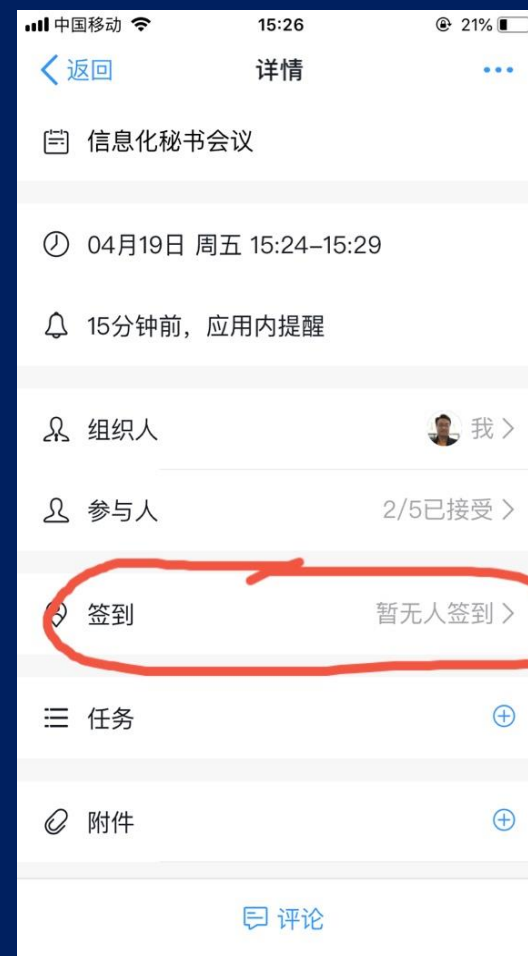 中国移动 15:26 21%
返回 详情
信息化秘书会议
04月19日 周五 15:24–15:29
15分钟前，应用内提醒
组织人 我
参与人 2/5已接受
签到 暂无人签到
任务
附件
评论